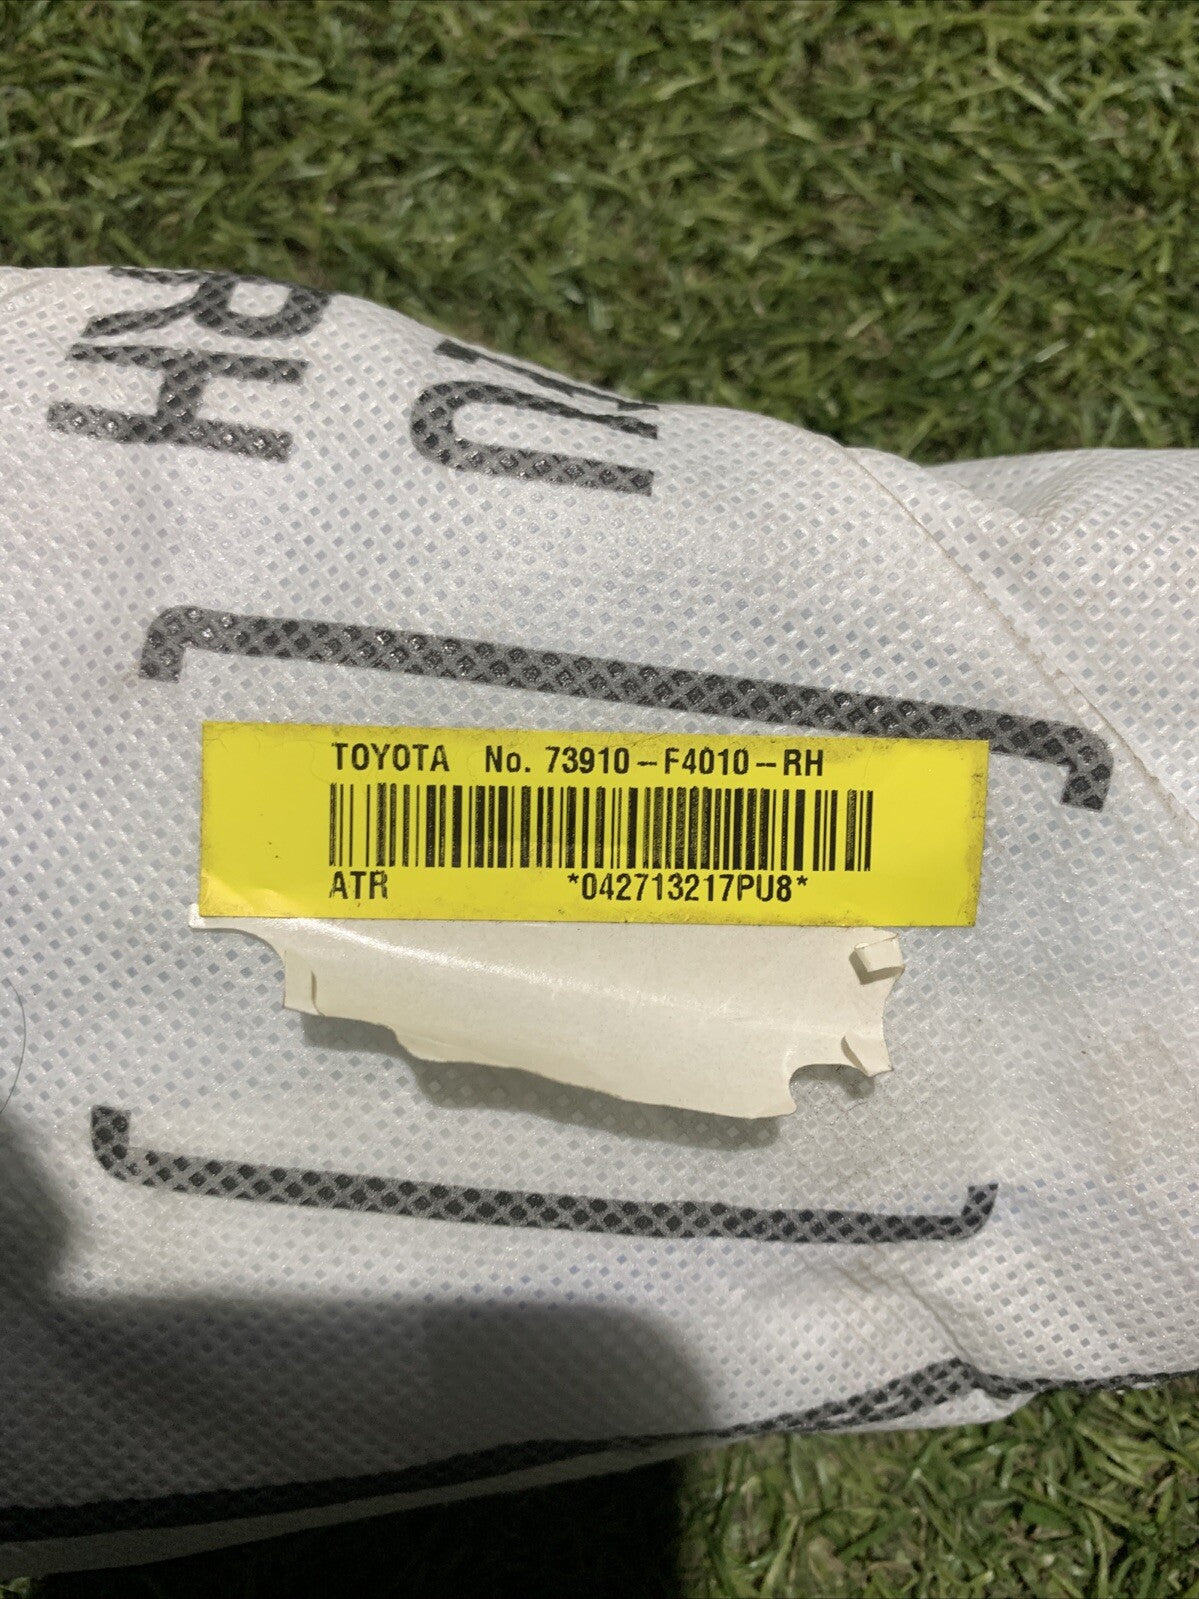 RH
U
TOYOTA No. 73910-F4010-RH
ATR *042713217PU8*